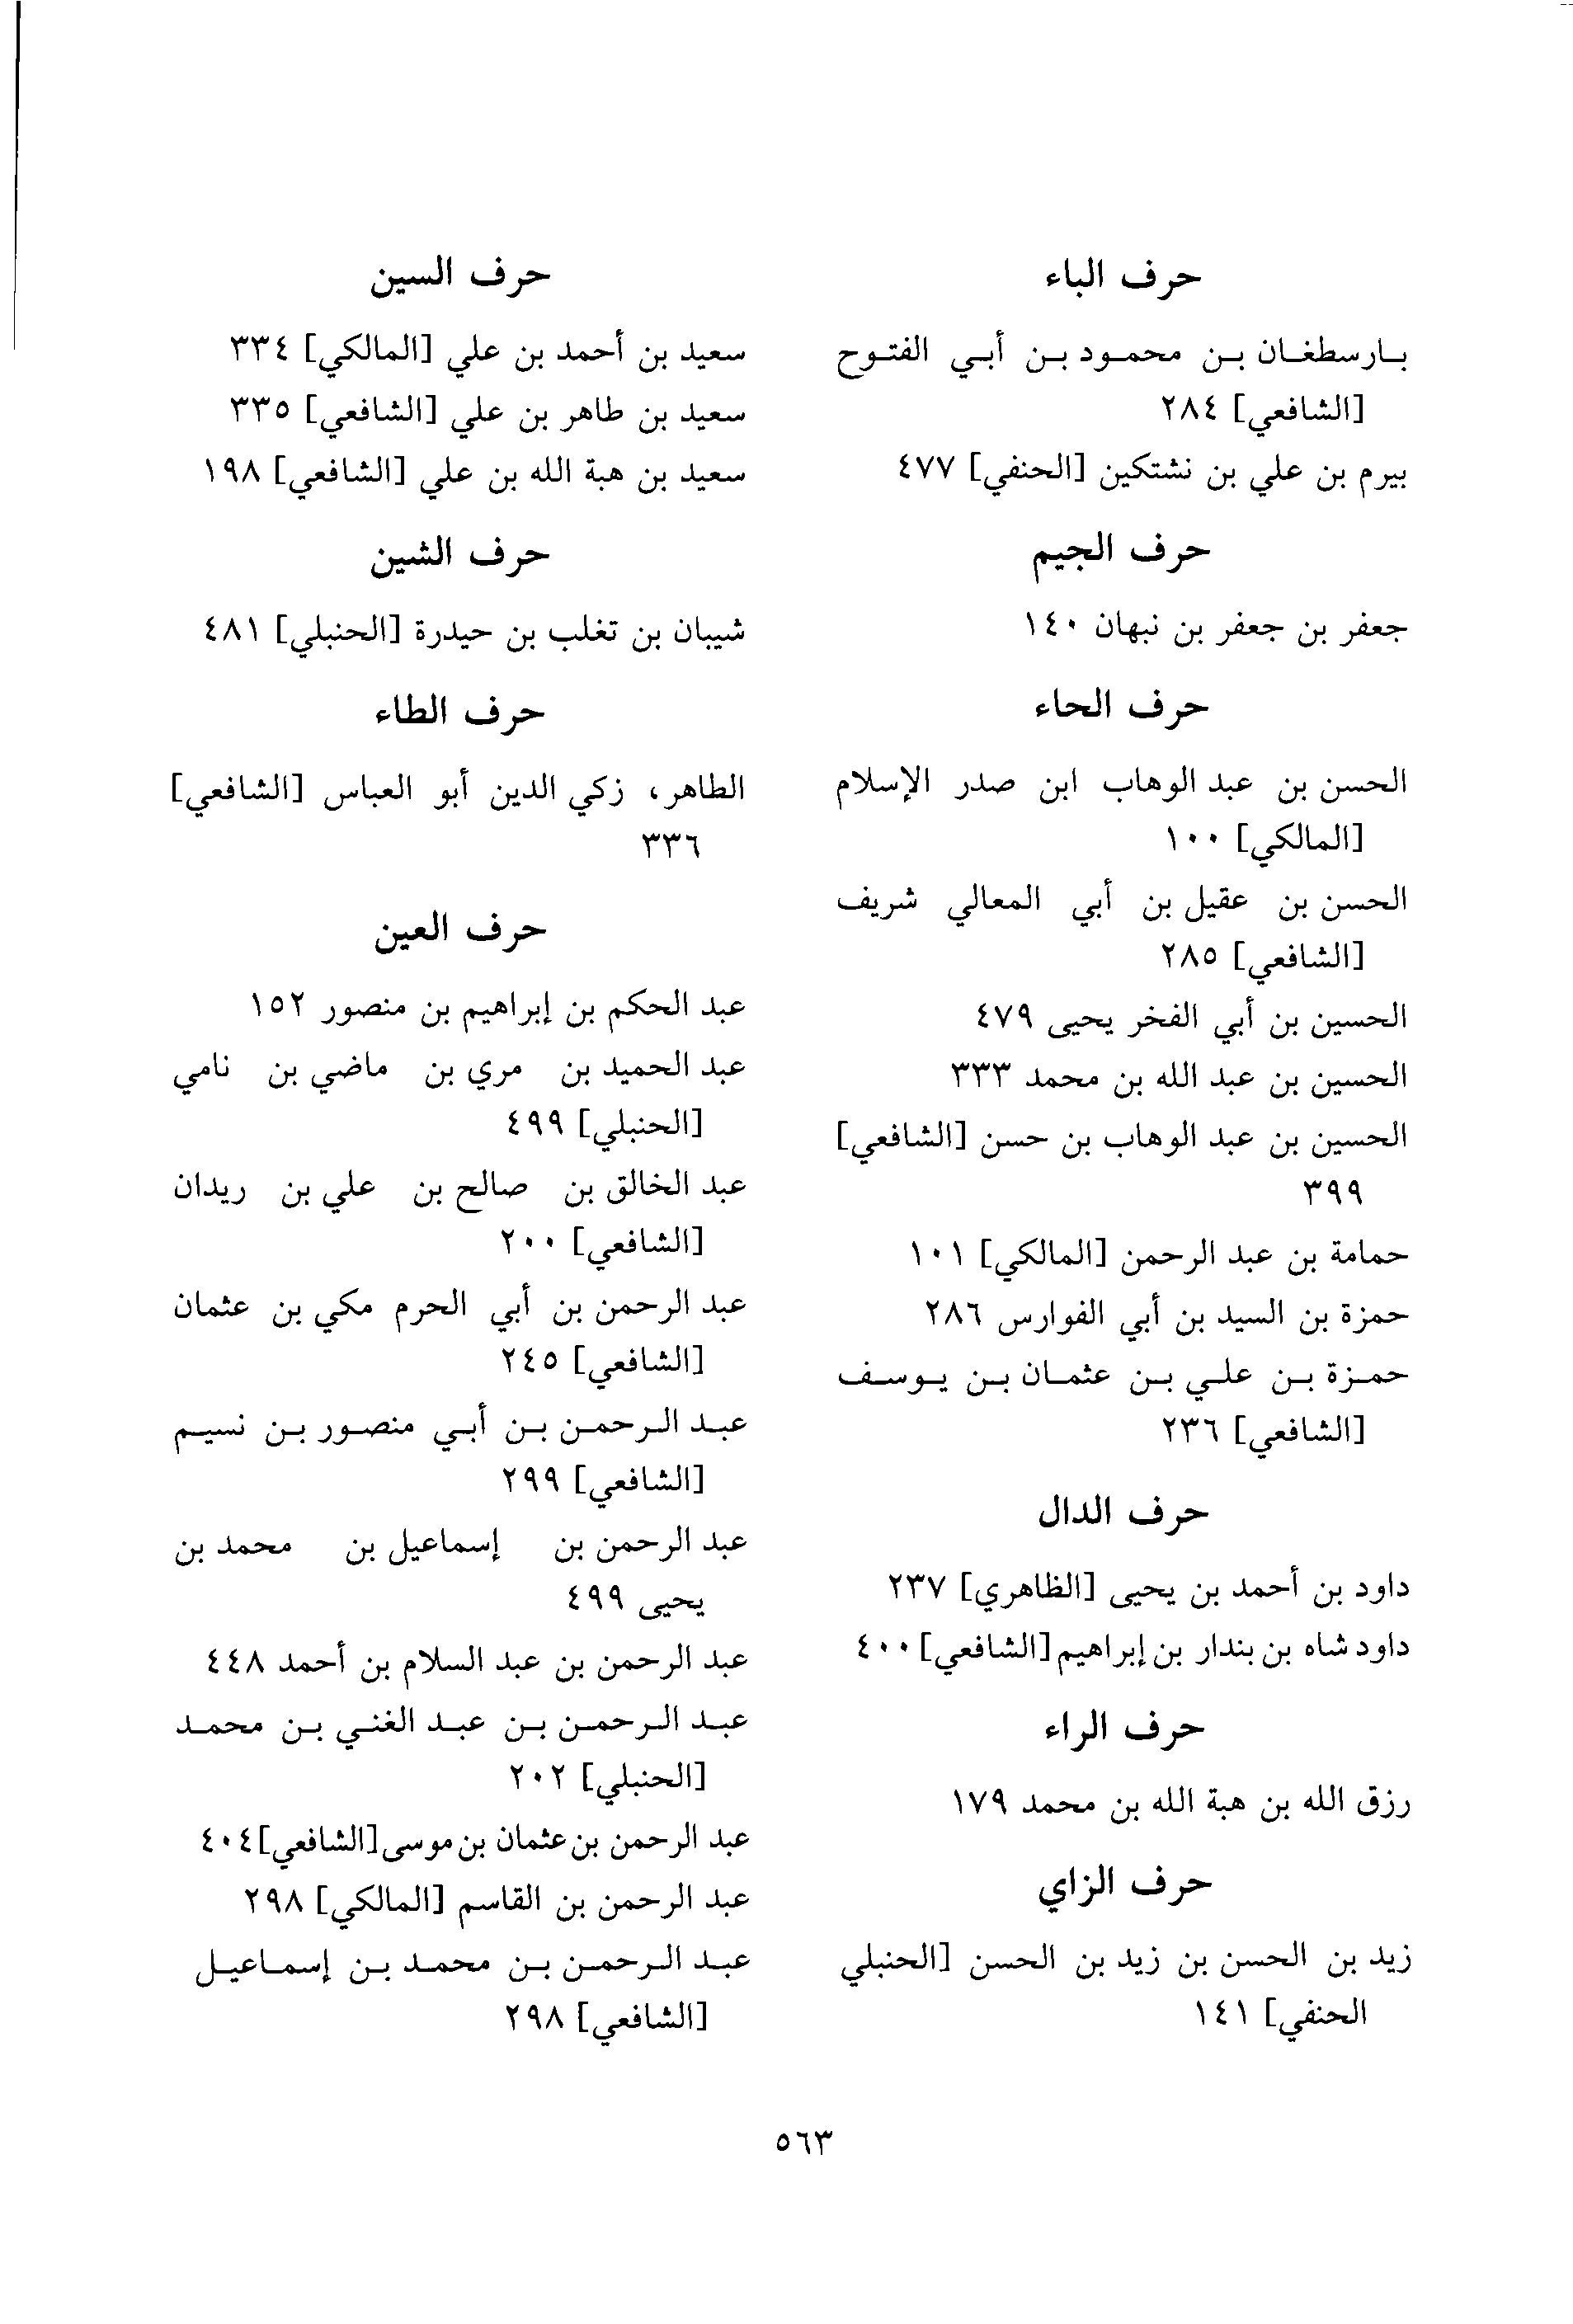 حرف الباء
بارسطغان بن محمود بن أبي الفتوح
[الشافعي] ٢٨٤
بيرم بن علي بن نشتكين [الحنفي] ٤٧٧
حرف الجيم
جعفر بن جعفر بن نبهان ١٤٠
حرف الحاء
الحسن بن عبد الوهاب ابن صدر الإسلام
[المالكي] ١٠٠
الحسن بن عقيل بن أبي المعالي شريف
[الشافعي] ٢٨٥
الحسين بن أبي الفخر يحيى ٤٧٩
الحسين بن عبد الله بن محمد ٣٣٣
الحسين بن عبد الوهاب بن حسن [الشافعي]
٣٩٩
حمامة بن عبد الرحمن [المالكي] ١٠١
حمزة بن السيد بن أبي الفوارس ٢٨٦
حمزة بن علي بن عثمان بن يوسف
[الشافعي] ٢٣٦
حرف الدال
داود بن أحمد بن يحيى [الظاهري] ٢٣٧
داود شاه بن بندار بن إبراهيم [الشافعي] ٤٠٠
حرف الراء
رزق الله بن هبة الله بن محمد ١٧٩
حرف الزاي
زيد بن الحسن بن زيد بن الحسن [الحنبلي
الحنفي] ١٤١
حرف السين
سعيد بن أحمد بن علي [المالكي] ٣٣٤
سعيد بن طاهر بن علي [الشافعي] ٣٣٥
سعيد بن هبة الله بن علي [الشافعي] ١٩٨
حرف الشين
شيبان بن تغلب بن حيدرة [الحنبلي] ٤٨١
حرف الطاء
الطاهر، زكي الدين أبو العباس [الشافعي]
٣٣٦
حرف العين
عبد الحكم بن إبراهيم بن منصور ١٥٢
عبد الحميد بن مري بن ماضي بن نامي
[الحنبلي] ٤٩٩
عبد الخالق بن صالح بن علي بن ريدان
[الشافعي] ٢٠٠
عبد الرحمن بن أبي الحرم مكي بن عثمان
[الشافعي] ٢٤٥
عبد الرحمن بن أبي منصور بن نسيم
[الشافعي] ٢٩٩
عبد الرحمن بن إسماعيل بن محمد بن
يحيى ٤٩٩
عبد الرحمن بن عبد السلام بن أحمد ٤٤٨
عبد الرحمن بن عبد الغني بن محمد
[الحنبلي] ٢٠٢
عبد الرحمن بن عثمان بن موسى [الشافعي] ٤٠٤
عبد الرحمن بن القاسم [المالكي] ٢٩٨
عبد الرحمن بن محمد بن إسماعيل
[الشافعي] ٢٩٨
٥٦٣